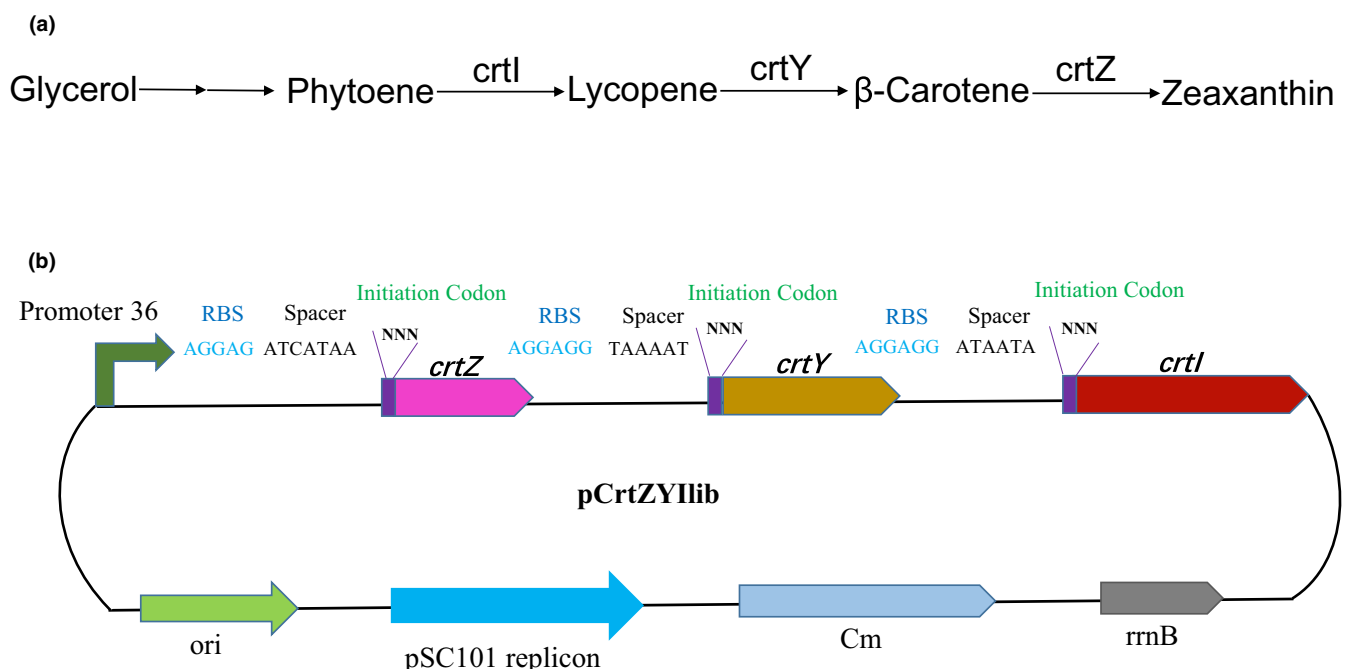 (a)
crtI crtY crtZ
Glycerol Phytoene Lycopene β-Carotene Zeaxanthin
(b)
Initiation Codon Initiation Codon Initiation Codon
Promoter 36 RBS Spacer NNN RBS Spacer NNN RBS Spacer NNN
AGGAG ATCATAA AGGAGG TAAAAT AGGAGG ATAATA
crtZ crtY crtI
pCrtZYIlib
ori pSC101 replicon Cm rrnB